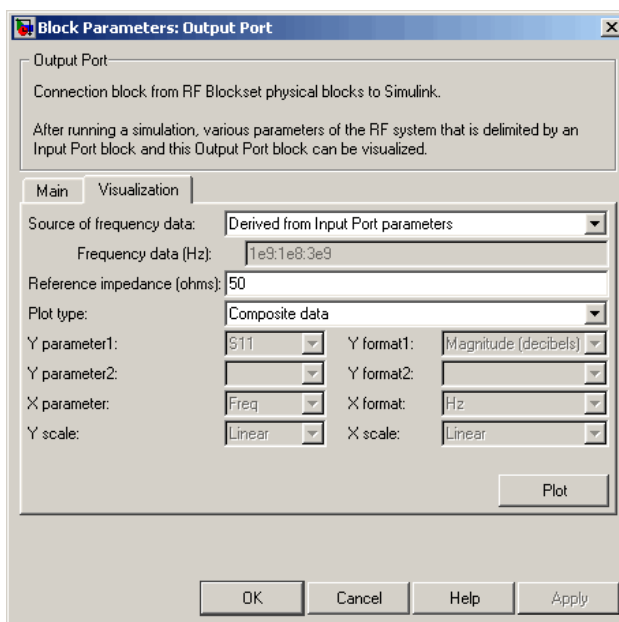 Block Parameters: Output Port
Output Port
Connection block from RF Blockset physical blocks to Simulink.
After running a simulation, various parameters of the RF system that is delimited by an
Input Port block and this Output Port block can be visualized.
Main Visualization
Source of frequency data: Derived from Input Port parameters
Frequency data (Hz): 1e9:1e8:3e9
Reference impedance (ohms): 50
Plot type: Composite data
Y parameter1: S11 Y format1: Magnitude (decibels)
Y parameter2: Y format2:
X parameter: Freq X format: Hz
Y scale: Linear X scale: Linear
Plot
OK Cancel Help Apply